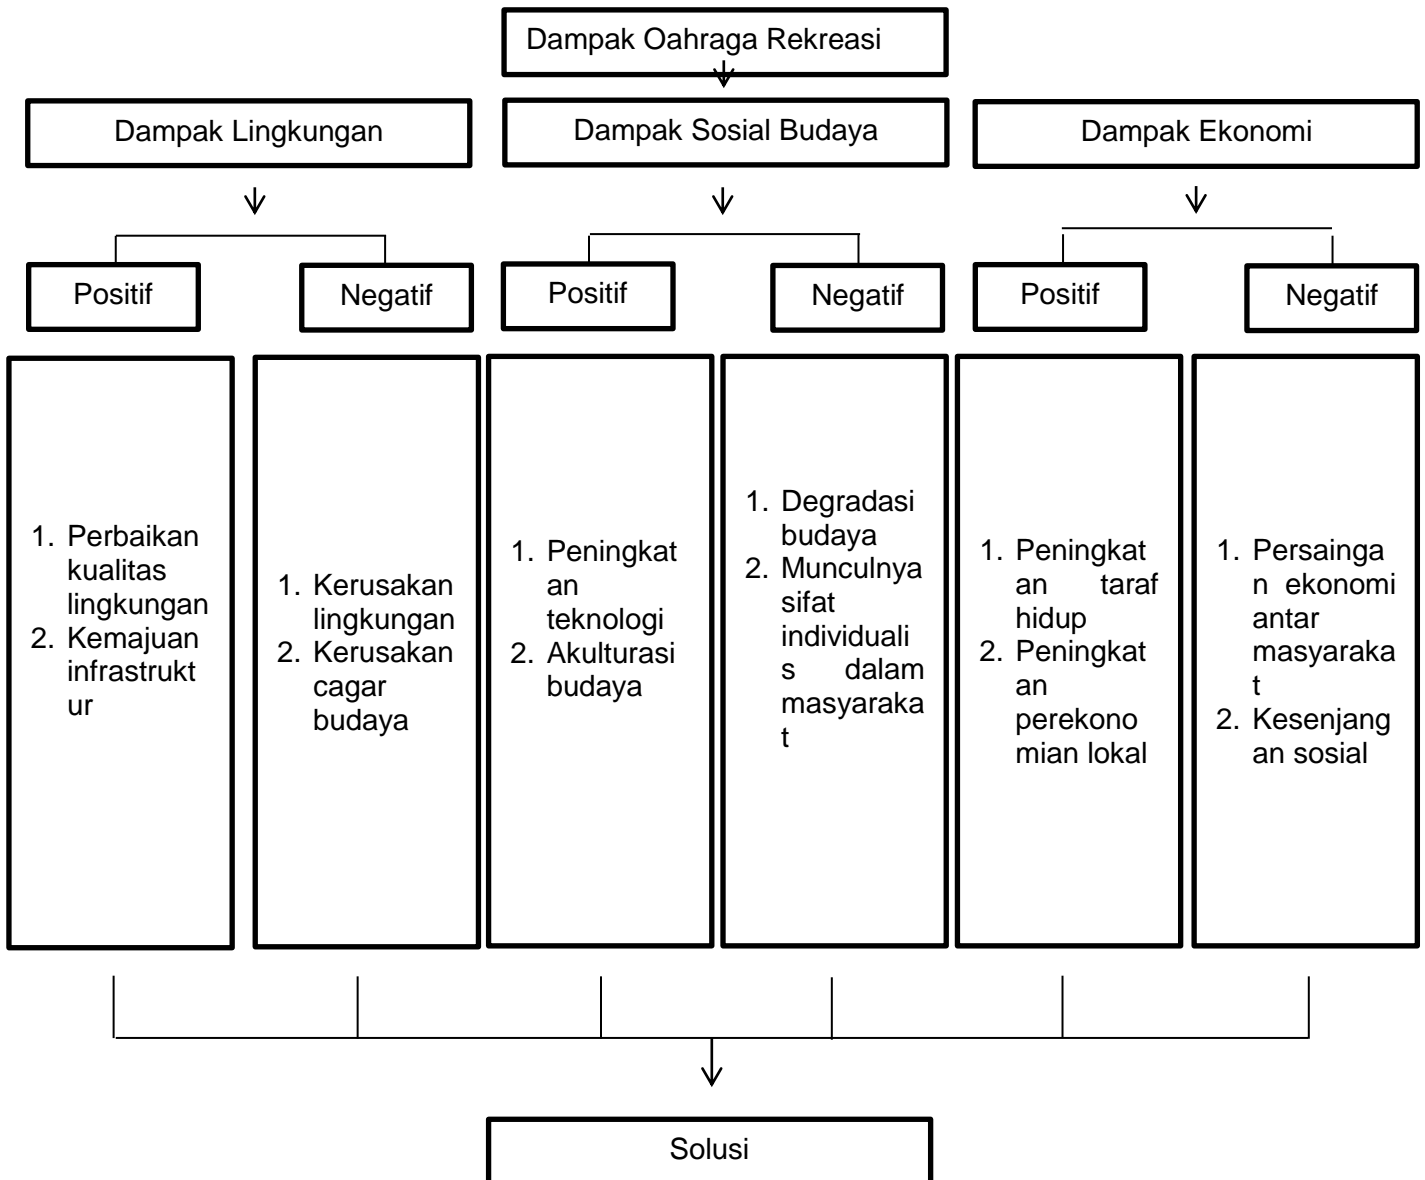 Dampak Oahraga Rekreasi
Dampak Lingkungan
Dampak Sosial Budaya
Dampak Ekonomi
Positif
Negatif
Positif
Negatif
Positif
Negatif
1. Perbaikan
kualitas
lingkungan
2. Kemajuan
infrastrukt
ur
1. Kerusakan
lingkungan
2. Kerusakan
cagar
budaya
1. Peningkat
an
teknologi
2. Akulturasi
budaya
1. Degradasi
budaya
2. Munculnya
sifat
individuali
s dalam
masyaraka
t
1. Peningkat
an taraf
hidup
2. Peningkat
an
perekono
mian lokal
1. Persainga
n ekonomi
antar
masyaraka
t
2. Kesenjang
an sosial
Solusi